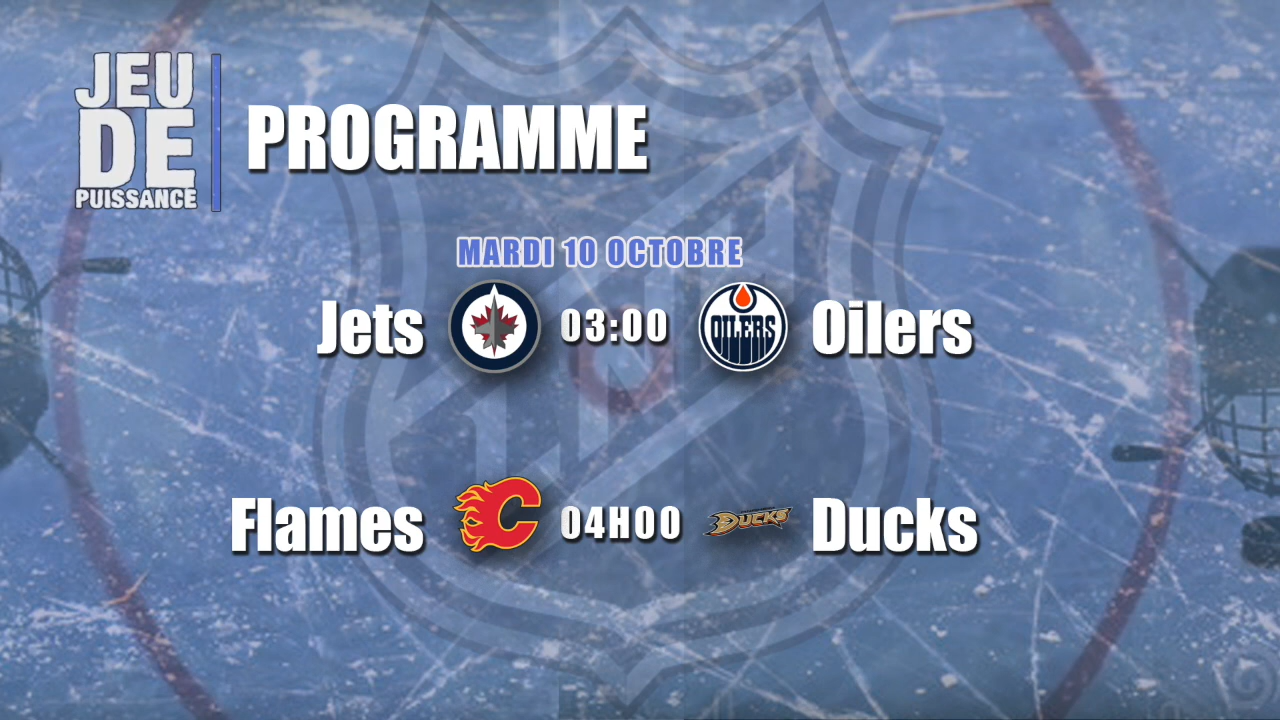 JEU
DE
PUISSANCE
PROGRAMME
MARDI 10 OCTOBRE
Jets 03:00 OILERS Oilers
Flames C 04H00 DUCKS Ducks